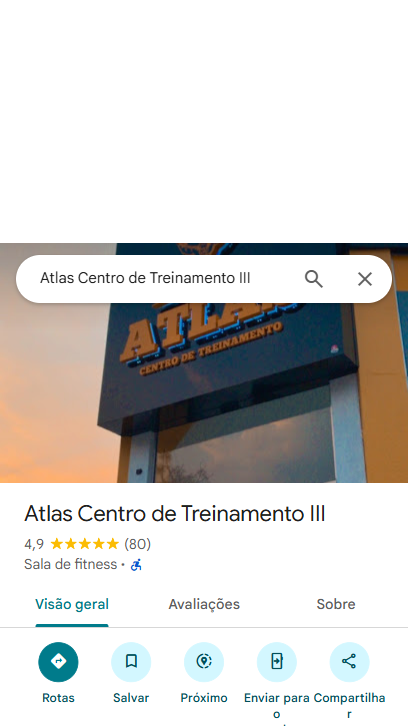 Atlas Centro de Treinamento III
ATLAS
CENTRO DE TREINAMENTO
Atlas Centro de Treinamento III
4,9 (80)
Sala de fitness •
Visão geral Avaliações Sobre
Rotas Salvar Próximo Enviar para o Compartilhar